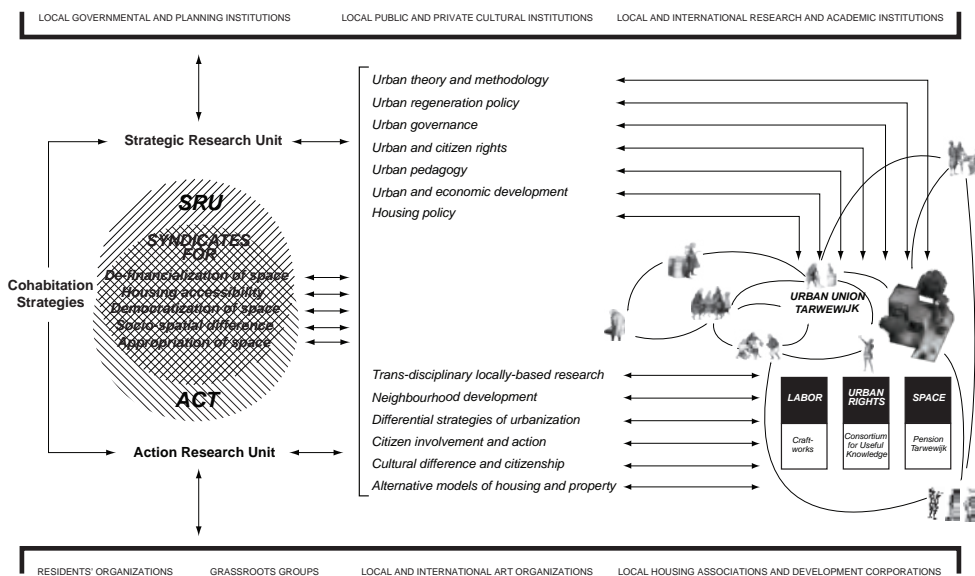 LOCAL GOVERNMENTAL AND PLANNING INSTITUTIONS
LOCAL PUBLIC AND PRIVATE CULTURAL INSTITUTIONS
LOCAL AND INTERNATIONAL RESEARCH AND ACADEMIC INSTITUTIONS
Strategic Research Unit
Urban theory and methodology
Urban regeneration policy
Urban governance
Urban and citizen rights
Urban pedagogy
Urban and economic development
Housing policy
Cohabitation
Strategies
SRU
SYNDICATES
FOR
De-financialization of space
Housing accessibility
Democratization of space
Socio-spatial difference
Appropriation of space
ACT
Action Research Unit
URBAN UNION
TARWEWIJK
Trans-disciplinary locally-based research
Neighbourhood development
Differential strategies of urbanization
Citizen involvement and action
Cultural difference and citizenship
Alternative models of housing and property
LABOR
Craft-
works
URBAN
RIGHTS
Consortium
for Useful
Knowledge
SPACE
Pension
Tarwewijk
RESIDENTS' ORGANIZATIONS
GRASSROOTS GROUPS
LOCAL AND INTERNATIONAL ART ORGANIZATIONS
LOCAL HOUSING ASSOCIATIONS AND DEVELOPMENT CORPORATIONS